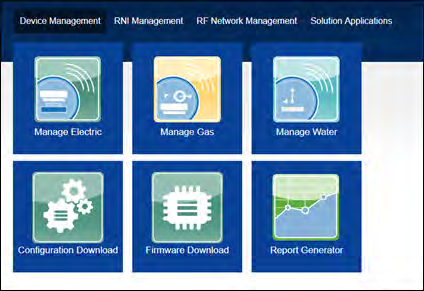 Device Management RNI Management RF Network Management Solution Applications
Manage Electric Manage Gas Manage Water
Configuration Download Firmware Download Report Generator